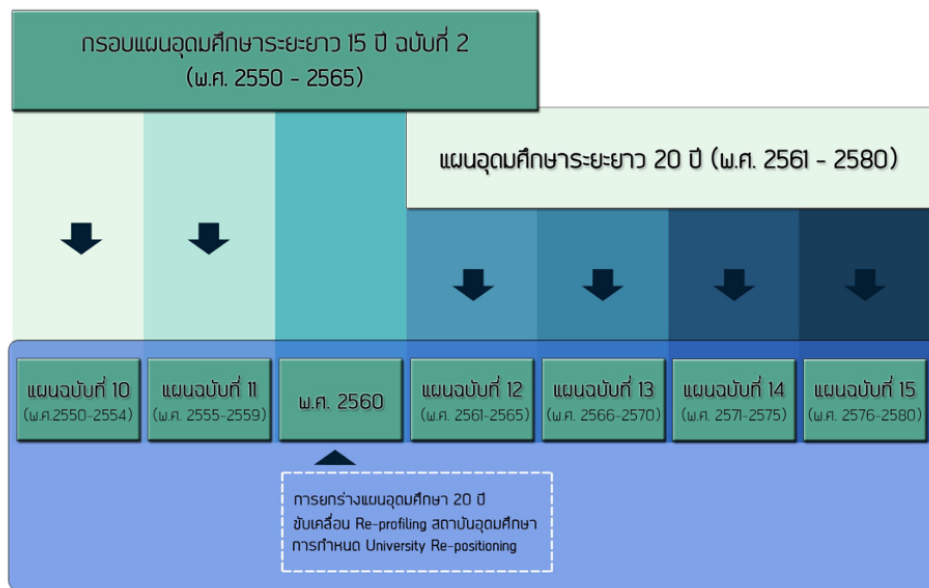 กรอบแผนอุดมศึกษาระยะยาว 15 ปี ฉบับที่ 2
(พ.ศ. 2550 - 2565)
แผนอุดมศึกษาระยะยาว 20 ปี (พ.ศ. 2561 - 2580)
แผนฉบับที่ 10
(พ.ศ.2550-2554)
แผนฉบับที่ 11
(พ.ศ. 2555-2559)
พ.ศ. 2560
แผนฉบับที่ 12
(พ.ศ. 2561-2565)
แผนฉบับที่ 13
(พ.ศ. 2566-2570)
แผนฉบับที่ 14
(พ.ศ. 2571-2575)
แผนฉบับที่ 15
(พ.ศ. 2576-2580)
การยกร่างแผนอุดมศึกษา 20 ปี
ขับเคลื่อน Re-profiling สถาบันอุดมศึกษา
การกำหนด University Re-positioning